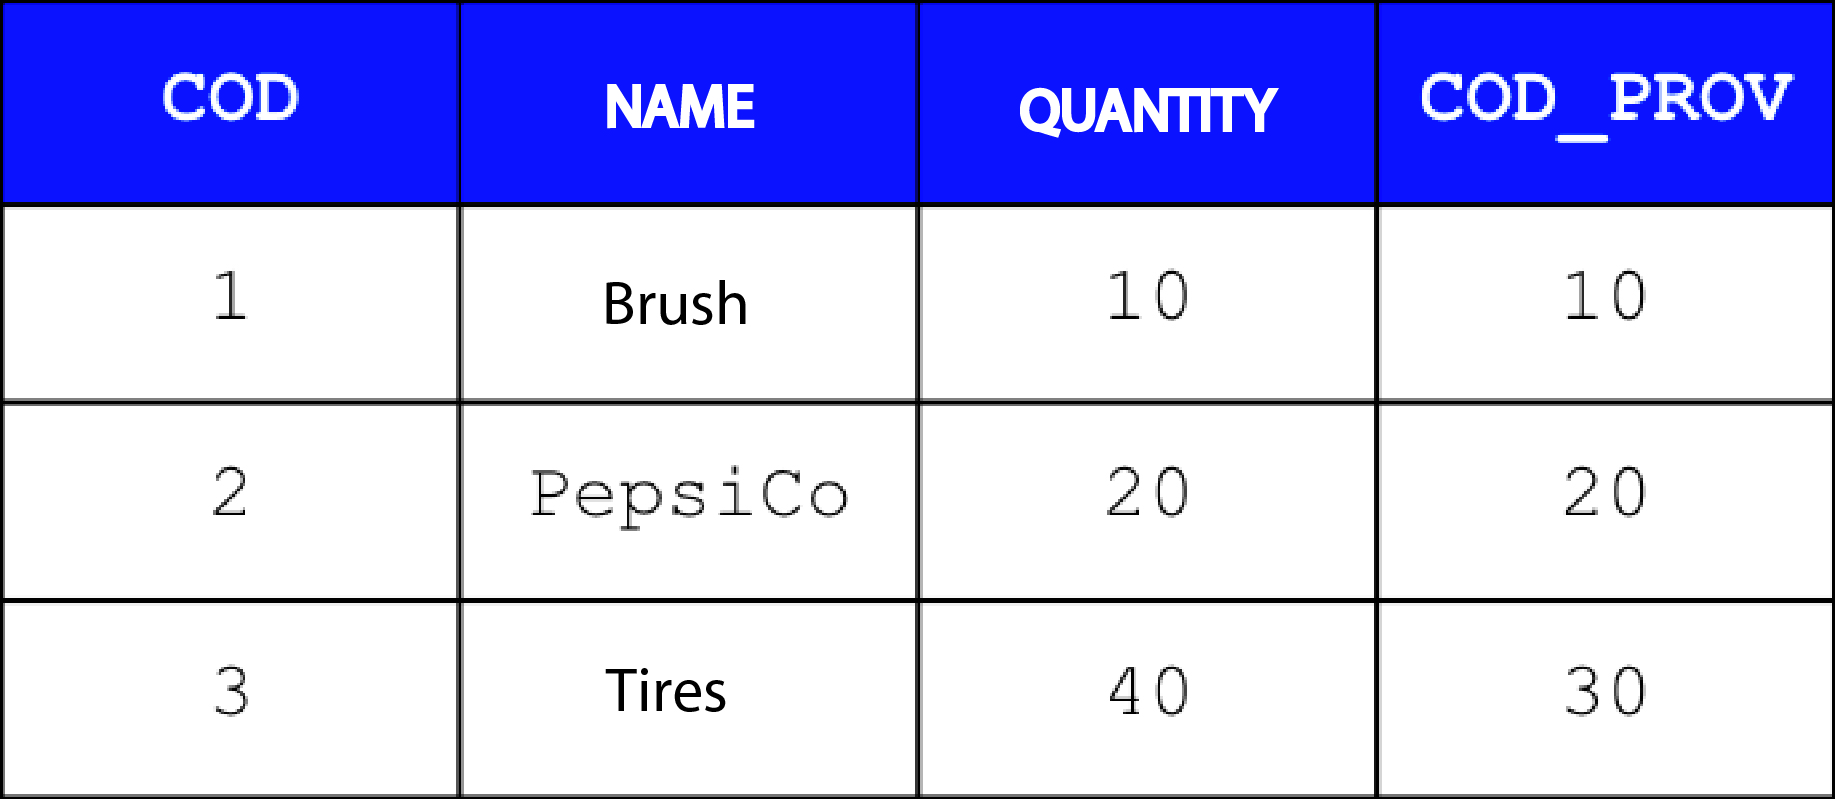 COD NAME QUANTITY COD_PROV
1 Brush 10 10
2 PepsiCo 20 20
3 Tires 40 30